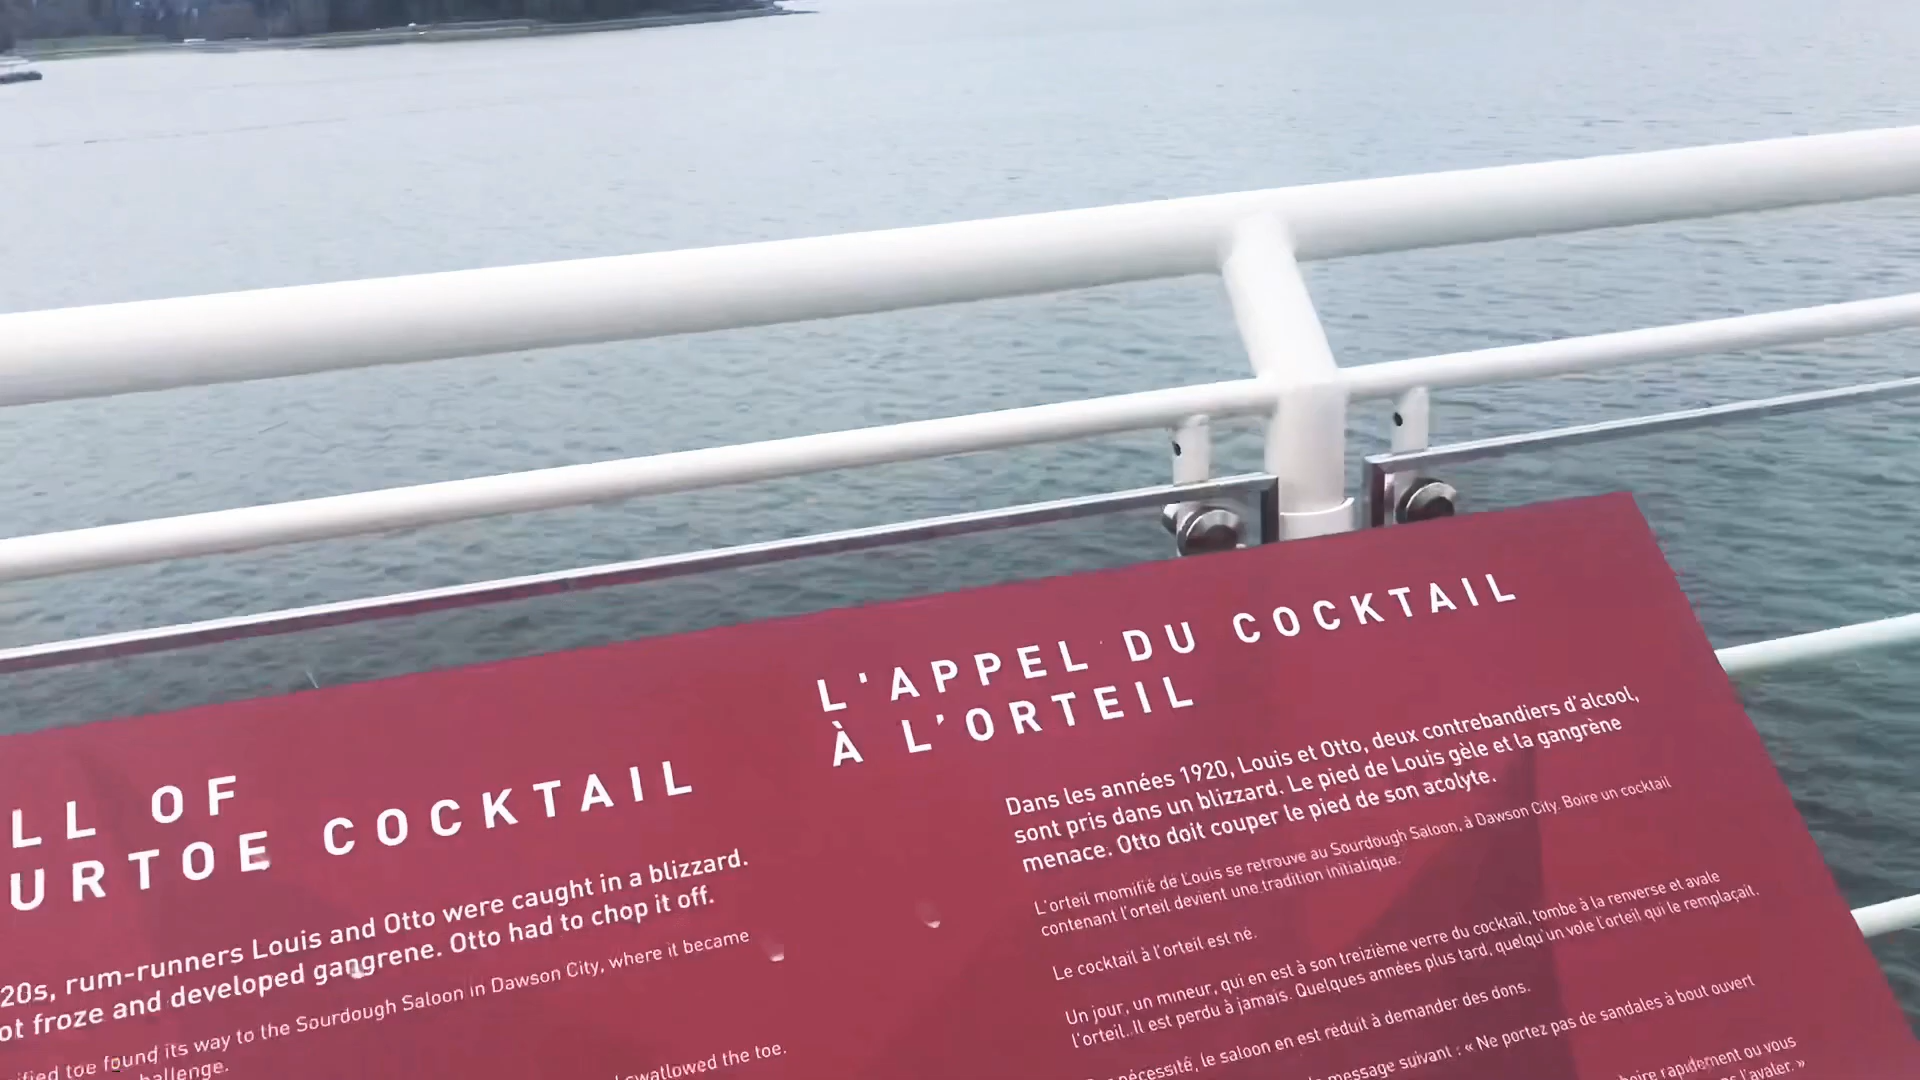 LL OF
URTOE COCKTAIL
20s, rum-runners Louis and Otto were caught in a blizzard.
ot froze and developed gangrene. Otto had to chop it off.
ified toe found its way to the Sourdough Saloon in Dawson City, where it became
hallenge.
swallowed the toe.
L'APPEL DU COCKTAIL
À L'ORTEIL
Dans les années 1920, Louis et Otto, deux contrebandiers d'alcool,
sont pris dans un blizzard. Le pied de Louis gèle et la gangrène
menace. Otto doit couper le pied de son acolyte.
L'orteil momifié de Louis se retrouve au Sourdough Saloon, à Dawson City. Boire un cocktail
contenant l'orteil devient une tradition initiatique.
Le cocktail à l'orteil est né.
Un jour, un mineur, qui en est à son treizième verre du cocktail, tombe à la renverse et avale
l'orteil. Il est perdu à jamais. Quelques années plus tard, quelqu'un vole l'orteil qui le remplaçait.
nécessité, le saloon en est réduit à demander des dons.
message suivant : « Ne portez pas de sandales à bout ouvert
boire rapidement ou vous
l'avaler. »